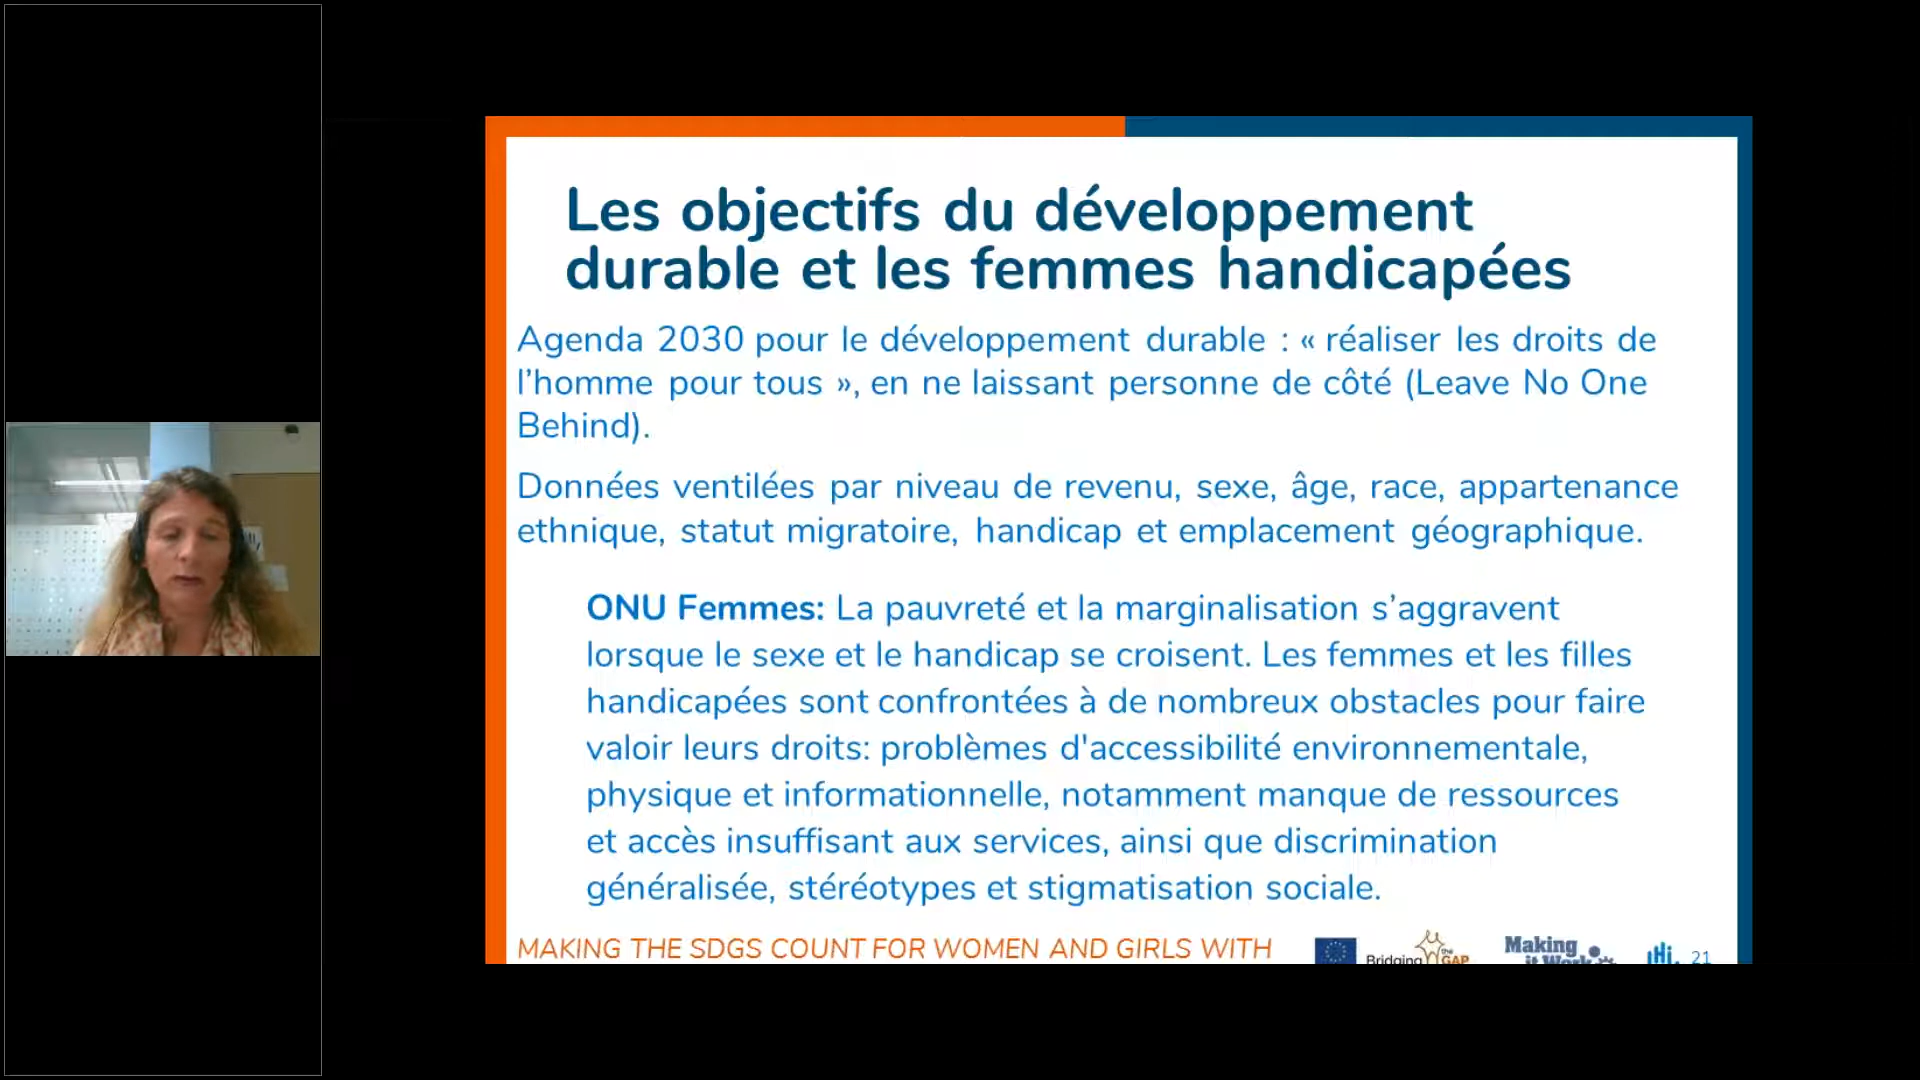 Les objectifs du développement
durable et les femmes handicapées
Agenda 2030 pour le développement durable : « réaliser les droits de
l’homme pour tous », en ne laissant personne de côté (Leave No One
Behind).
Données ventilées par niveau de revenu, sexe, âge, race, appartenance
ethnique, statut migratoire, handicap et emplacement géographique.
ONU Femmes: La pauvreté et la marginalisation s’aggravent
lorsque le sexe et le handicap se croisent. Les femmes et les filles
handicapées sont confrontées à de nombreux obstacles pour faire
valoir leurs droits: problèmes d'accessibilité environnementale,
physique et informationnelle, notamment manque de ressources
et accès insuffisant aux services, ainsi que discrimination
généralisée, stéréotypes et stigmatisation sociale.
MAKING THE SDGS COUNT FOR WOMEN AND GIRLS WITH
Bridging the GAP
Making
it Work
HI
21